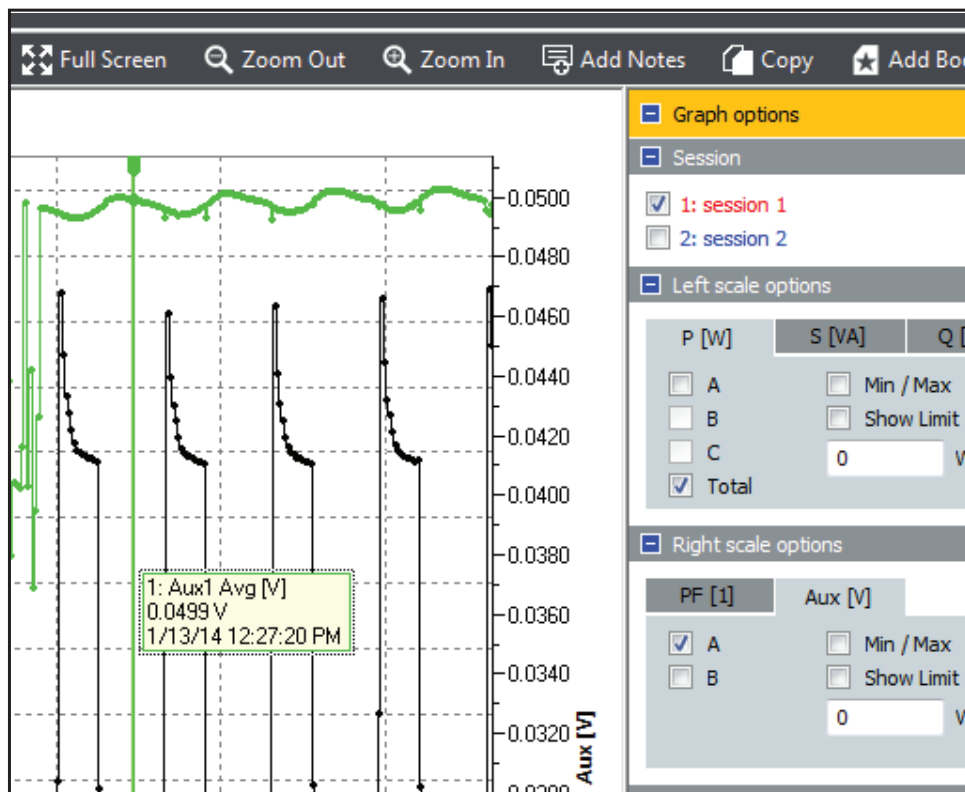 Full Screen Zoom Out Zoom In Add Notes Copy Add
Graph options
Session
1: session 1
2: session 2
Left scale options
P [W] S [VA] Q [
A Min / Max
B Show Limit
C 0
Total
Right scale options
PF [1] Aux [V]
A Min / Max
B Show Limit
0
0.0500
0.0480
0.0460
0.0440
0.0420
0.0400
0.0380
0.0360
0.0340
0.0320
Aux [V]
1: Aux1 Avg [V]
0.0499 V
1/13/14 12:27:20 PM